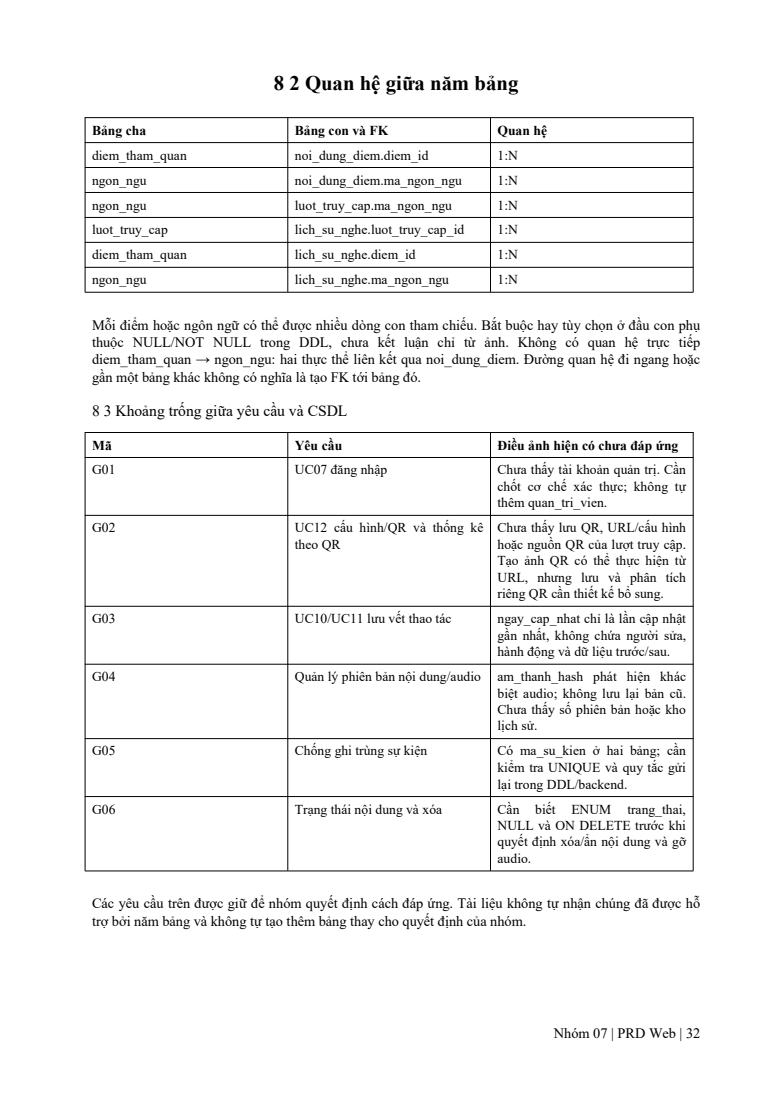 8 2 Quan hệ giữa năm bảng
Bảng cha Bảng con và FK Quan hệ
diem_tham_quan noi_dung_diem.diem_id 1:N
ngon_ngu noi_dung_diem.ma_ngon_ngu 1:N
ngon_ngu luot_truy_cap.ma_ngon_ngu 1:N
luot_truy_cap lich_su_nghe.luot_truy_cap_id 1:N
diem_tham_quan lich_su_nghe.diem_id 1:N
ngon_ngu lich_su_nghe.ma_ngon_ngu 1:N
Mỗi điểm hoặc ngôn ngữ có thể được nhiều dòng con tham chiếu. Bắt buộc hay tùy chọn ở đầu con phụ
thuộc NULL/NOT NULL trong DDL, chưa kết luận chỉ từ ảnh. Không có quan hệ trực tiếp
diem_tham_quan → ngon_ngu: hai thực thể liên kết qua noi_dung_diem. Đường quan hệ đi ngang hoặc
gần một bảng khác không có nghĩa là tạo FK tới bảng đó.
8 3 Khoảng trống giữa yêu cầu và CSDL
Mã Yêu cầu Điều ảnh hiện có chưa đáp ứng
G01 UC07 đăng nhập Chưa thấy tài khoản quản trị. Cần
chốt cơ chế xác thực; không tự
thêm quan_tri_vien.
G02 UC12 cấu hình/QR và thống kê Chưa thấy lưu QR, URL/cấu hình
theo QR hoặc nguồn QR của lượt truy cập.
Tạo ảnh QR có thể thực hiện từ
URL, nhưng lưu và phân tích
riêng QR cần thiết kế bổ sung.
G03 UC10/UC11 lưu vết thao tác ngay_cap_nhat chỉ là lần cập nhật
gần nhất, không chứa người sửa,
hành động và dữ liệu trước/sau.
G04 Quản lý phiên bản nội dung/audio am_thanh_hash phát hiện khác
biệt audio; không lưu lại bản cũ.
Chưa thấy số phiên bản hoặc kho
lịch sử.
G05 Chống ghi trùng sự kiện Có ma_su_kien ở hai bảng; cần
kiểm tra UNIQUE và quy tắc gửi
lại trong DDL/backend.
G06 Trạng thái nội dung và xóa Cần biết ENUM trang_thai,
NULL và ON DELETE trước khi
quyết định xóa/ẩn nội dung và gỡ
audio.
Các yêu cầu trên được giữ để nhóm quyết định cách đáp ứng. Tài liệu không tự nhận chúng đã được hỗ
trợ bởi năm bảng và không tự tạo thêm bảng thay cho quyết định của nhóm.
Nhóm 07 | PRD Web | 32